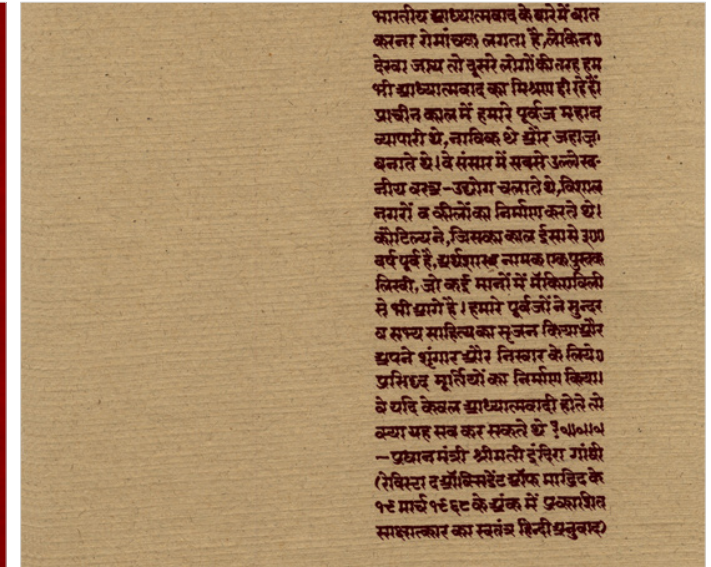 भारतीय आध्यात्मवाद के बारे में बात
करना रोमांचक लगता है, लेकिन
देखा जाय तो दूसरे लोगों की तरह हम
भी आध्यात्मवाद का मिश्रण ही रहे हैं।
प्राचीन काल में हमारे पूर्वज महान
व्यापारी थे, नाविक थे और जहाज़
बनाते थे। वे संसार में सबसे उल्लेख-
नीय वस्त्र-उद्योग चलाते थे, विशाल
नगरों व कीलों का निर्माण करते थे।
कौटिल्य ने, जिसका काल ईसा से ३००
वर्ष पूर्व है, अर्थशास्त्र नामक एक पुस्तक
लिखी, जो कई मानों में मॅकियाविली
से भी आगे है। हमारे पूर्वजों ने सुन्दर
व सभ्य साहित्य का सृजन किया और
अपने शृंगार और निखार के लिये
प्रसिध्द मूर्तियों का निर्माण किया।
वे यदि केवल आध्यात्मवादी होते तो
क्या यह सब कर सकते थे ?
—प्रधान मंत्री श्रीमती इंदिरा गांधी
(रेविस्टा द ऑक्सिडेंट ऑफ माद्रिद के
१९ मार्च १९६८ के अंक में प्रकाशित
साक्षात्कार का स्वतंत्र हिन्दी अनुवाद)